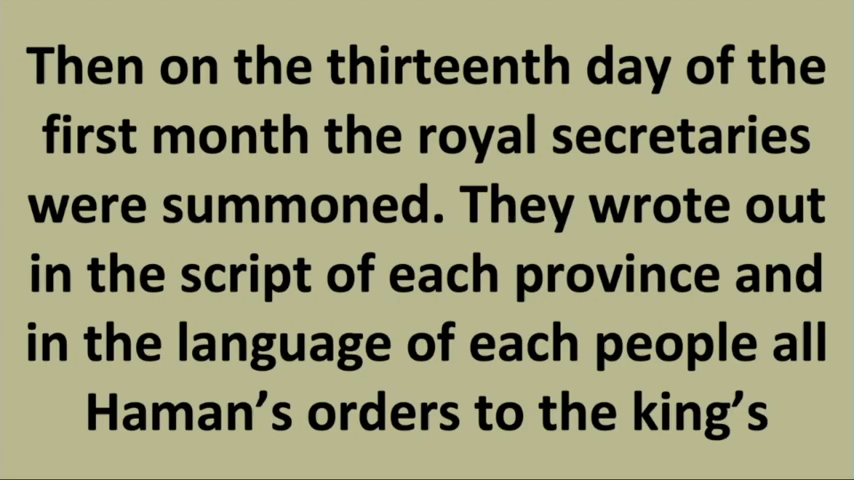 Then on the thirteenth day of the
first month the royal secretaries
were summoned. They wrote out
in the script of each province and
in the language of each people all
Haman’s orders to the king’s